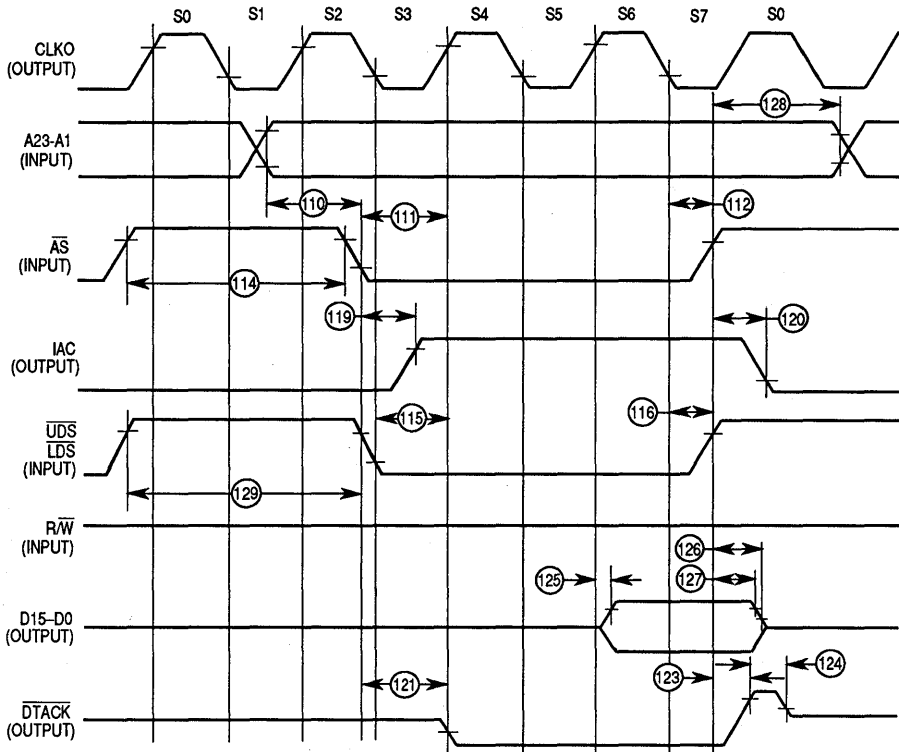 S0 S1 S2 S3 S4 S5 S6 S7 S0
CLKO
(OUTPUT)
128
A23-A1
(INPUT)
110 111 112
AS
(INPUT)
114
119 120
IAC
(OUTPUT)
115 116
UDS
LDS
(INPUT)
129
R/W
(INPUT)
126
125 127
D15–D0
(OUTPUT)
121 123 124
DTACK
(OUTPUT)